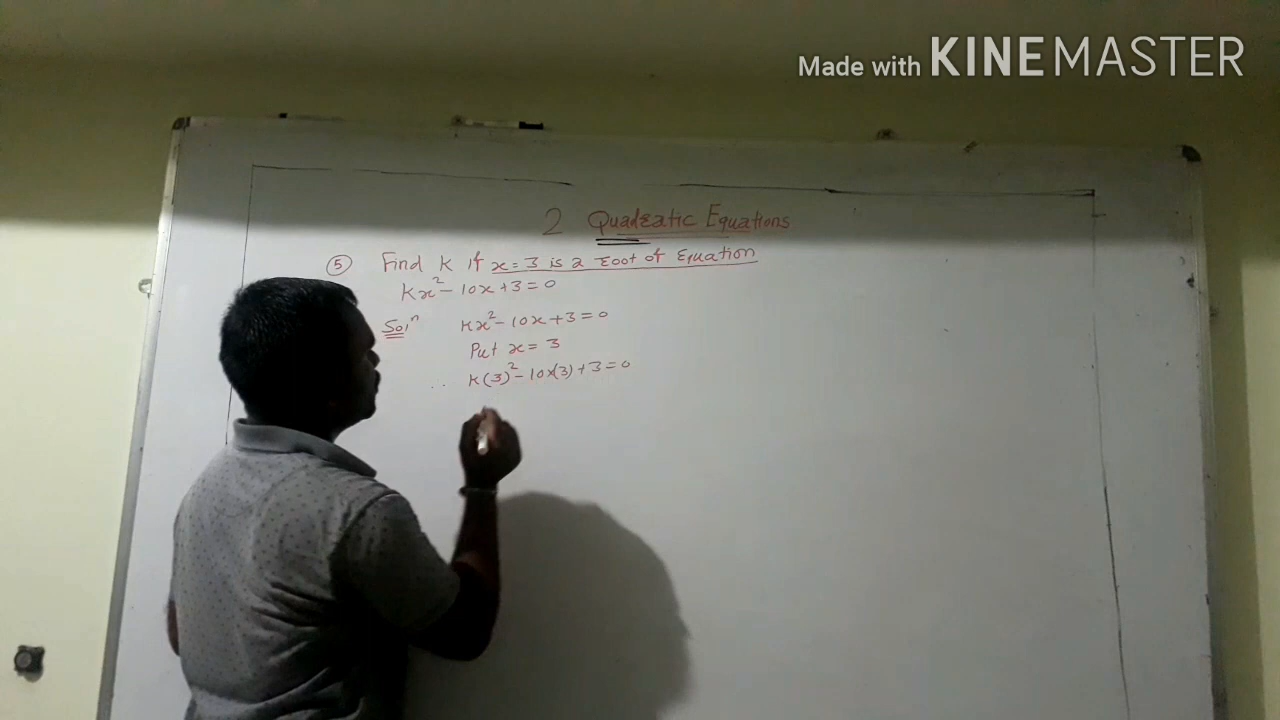 Made with KINEMASTER
2 Quadratic Equations
⑤ Find K if x = 3 is a root of Equation
Kx² - 10x + 3 = 0
Solⁿ Kx² - 10x + 3 = 0
Put x = 3
∴ K(3)² - 10×(3) + 3 = 0